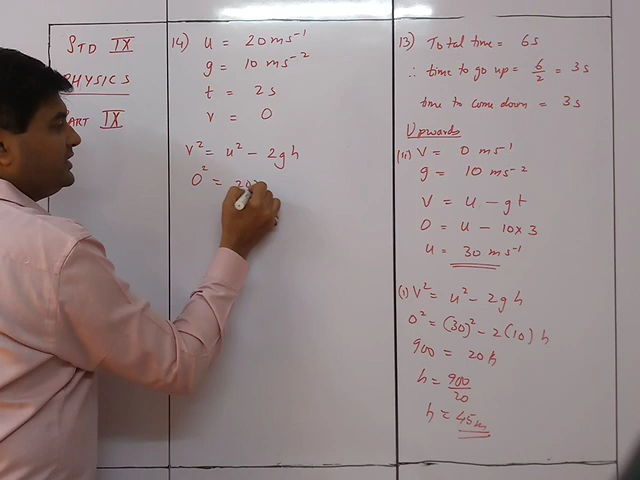 STD IX
PHYSICS
PART IX
14) u = 20 ms⁻¹
g = 10 ms⁻²
t = 2s
v = 0
v² = u² - 2gh
0² = 20
13) Total time = 6s
∴ time to go up = 6/2 = 3s
time to come down = 3s
Upwards
(ii) V = 0 ms⁻¹
g = 10 ms⁻²
V = u - gt
0 = u - 10×3
u = 30 ms⁻¹
(i) V² = u² - 2gh
0² = (30)² - 2(10) h
900 = 20h
h = 900/20
h = 45m